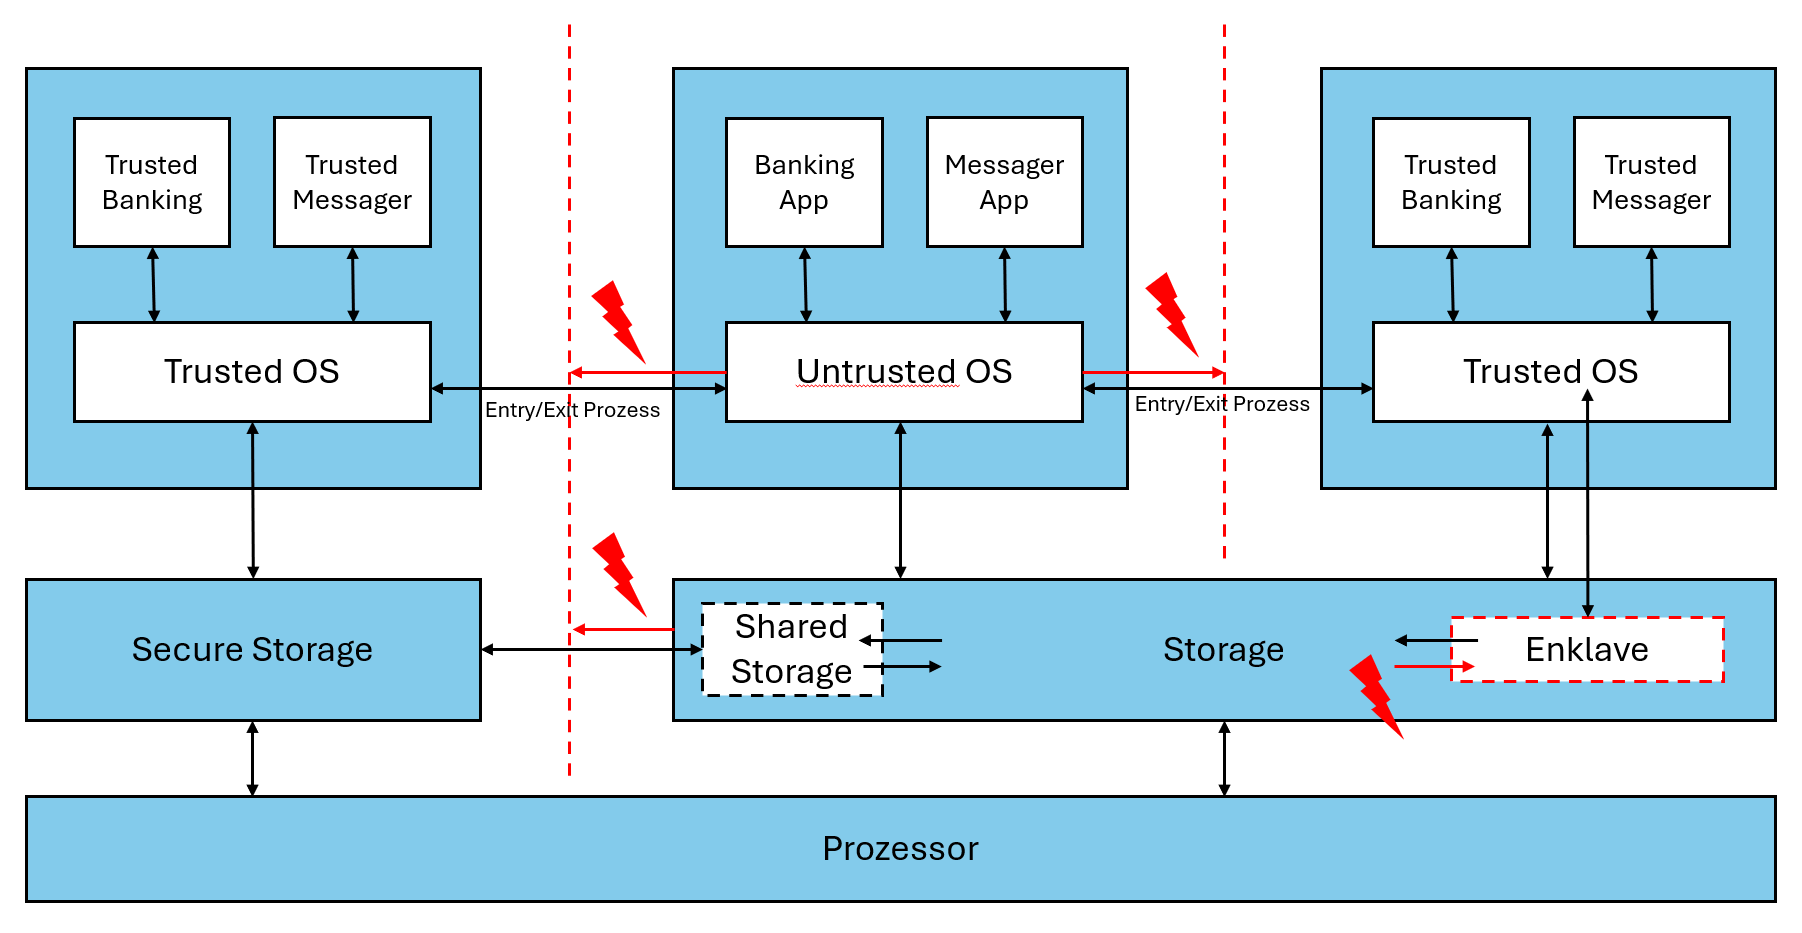 Trusted
Banking
Trusted
Messager
Banking
App
Messager
App
Trusted
Banking
Trusted
Messager
Trusted OS
Untrusted OS
Trusted OS
Entry/Exit Prozess
Entry/Exit Prozess
Secure Storage
Shared
Storage
Storage
Enklave
Prozessor